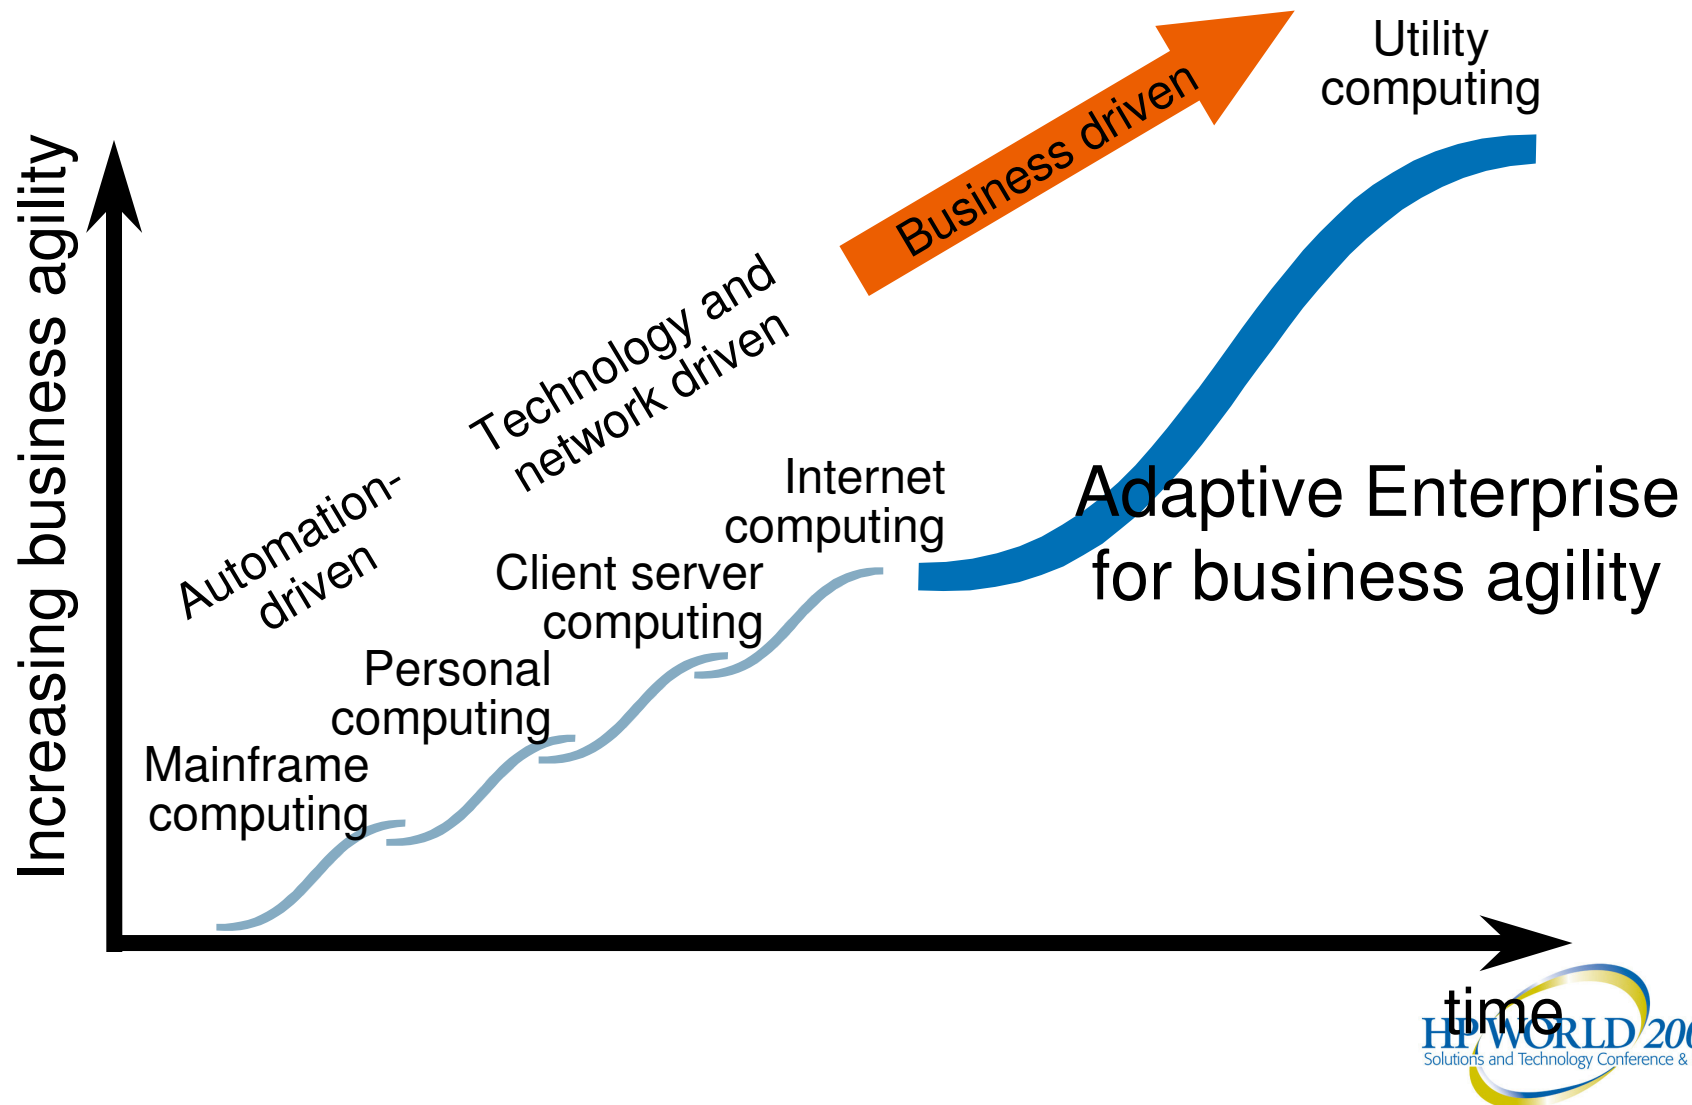 Utility
computing
Business driven
Increasing business agility
Technology and
network driven
Automation-
driven
Internet
computing
Adaptive Enterprise
for business agility
Client server
computing
Personal
computing
Mainframe
computing
time
HP WORLD
Solutions and Technology Conference &